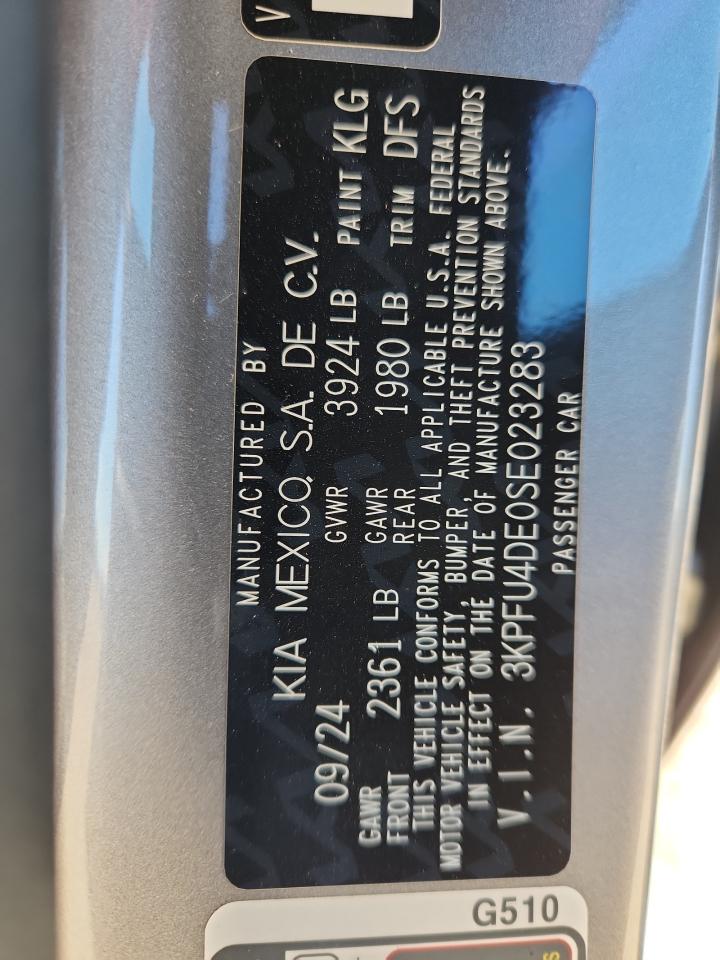 V
MANUFACTURED BY
KIA MEXICO, S.A. DE C.V.
09/24 GVWR 3924 LB PAINT KLG
GAWR FRONT 2361 LB GAWR REAR 1980 LB TRIM DFS
THIS VEHICLE CONFORMS TO ALL APPLICABLE U.S.A. FEDERAL
MOTOR VEHICLE SAFETY, BUMPER, AND THEFT PREVENTION STANDARDS
IN EFFECT ON THE DATE OF MANUFACTURE SHOWN ABOVE.
V.I.N. 3KPFU4DE0SE023283
PASSENGER CAR
G510